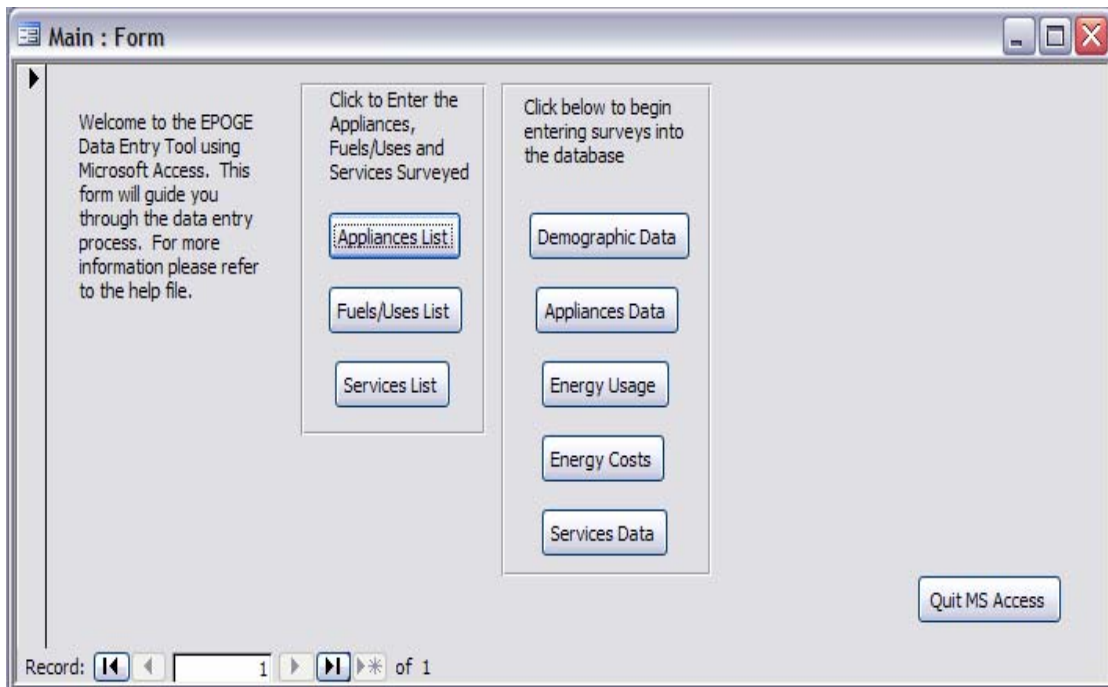 Main : Form
Welcome to the EPOGE
Data Entry Tool using
Microsoft Access. This
form will guide you
through the data entry
process. For more
information please refer
to the help file.
Click to Enter the
Appliances,
Fuels/Uses and
Services Surveyed
Appliances List
Fuels/Uses List
Services List
Click below to begin
entering surveys into
the database
Demographic Data
Appliances Data
Energy Usage
Energy Costs
Services Data
Quit MS Access
Record: 1 of 1